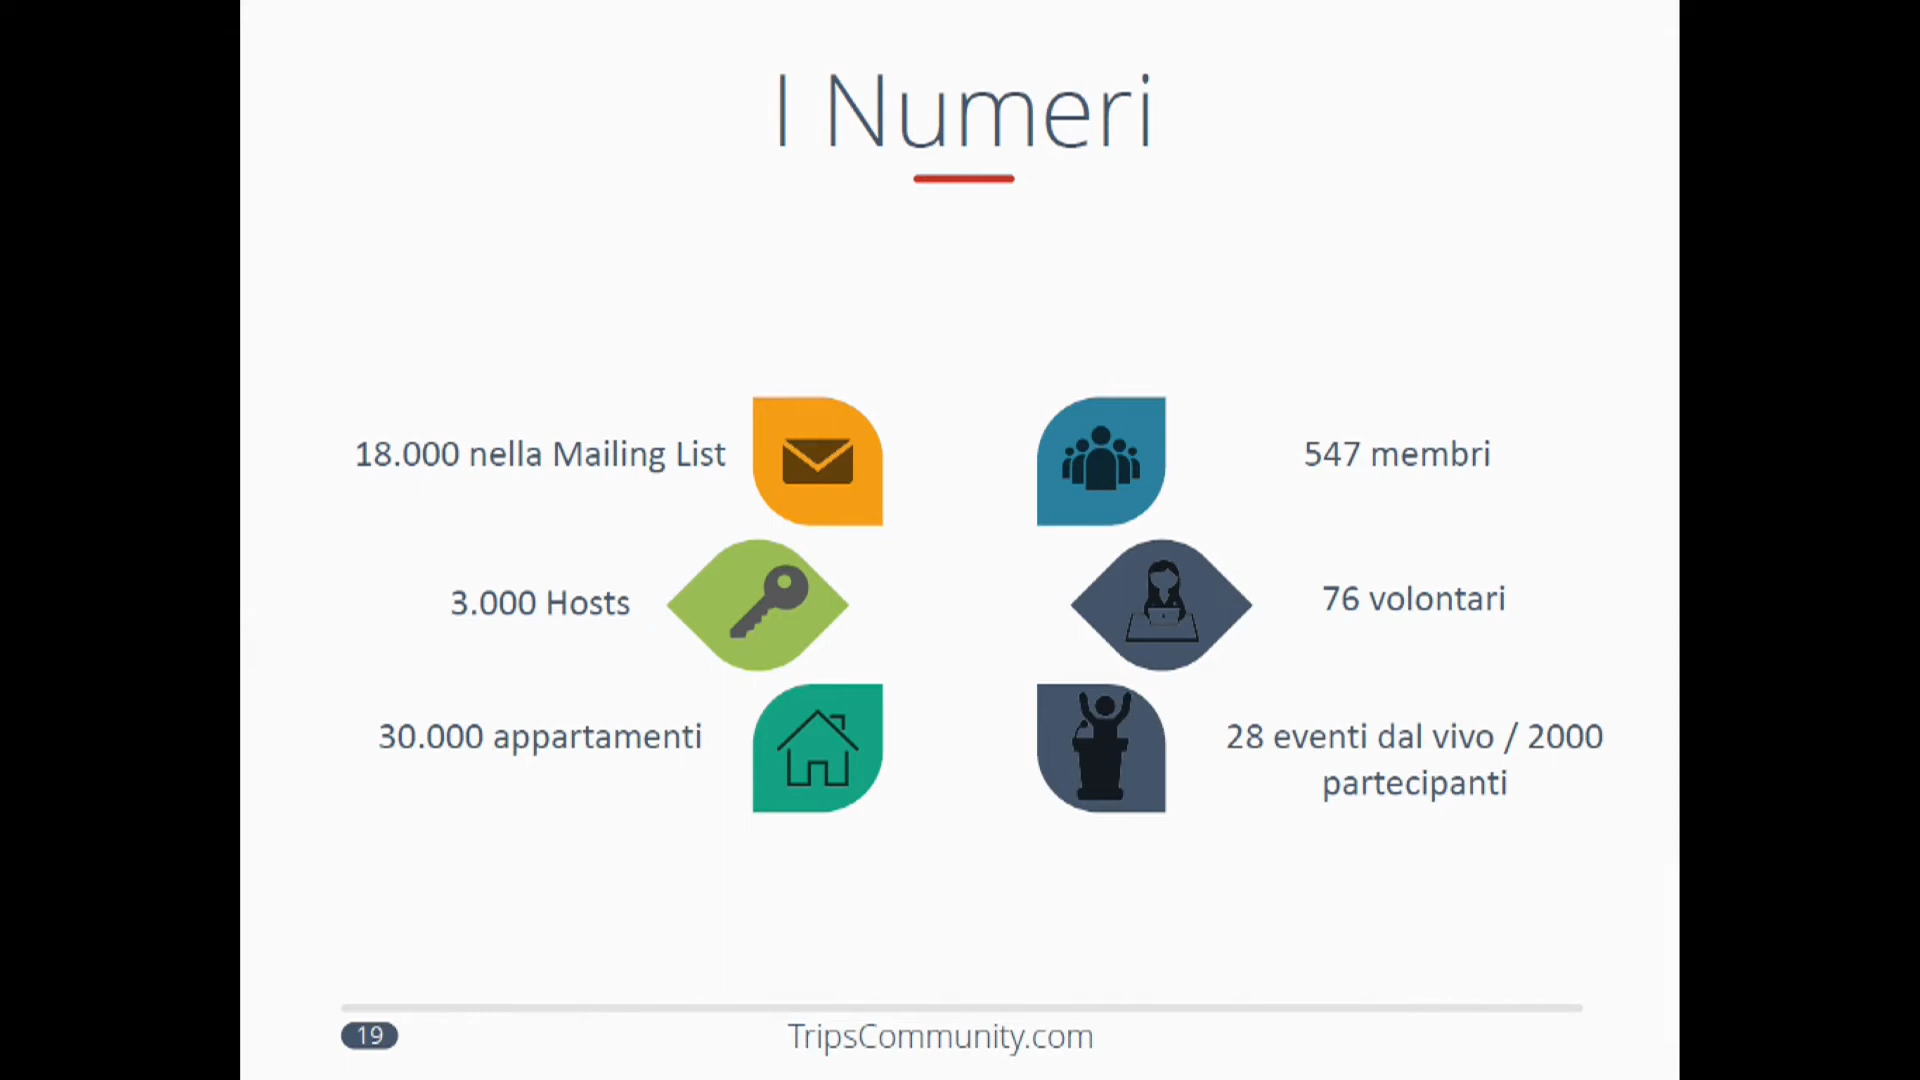 I Numeri
18.000 nella Mailing List
3.000 Hosts
30.000 appartamenti
547 membri
76 volontari
28 eventi dal vivo / 2000
partecipanti
19
TripsCommunity.com